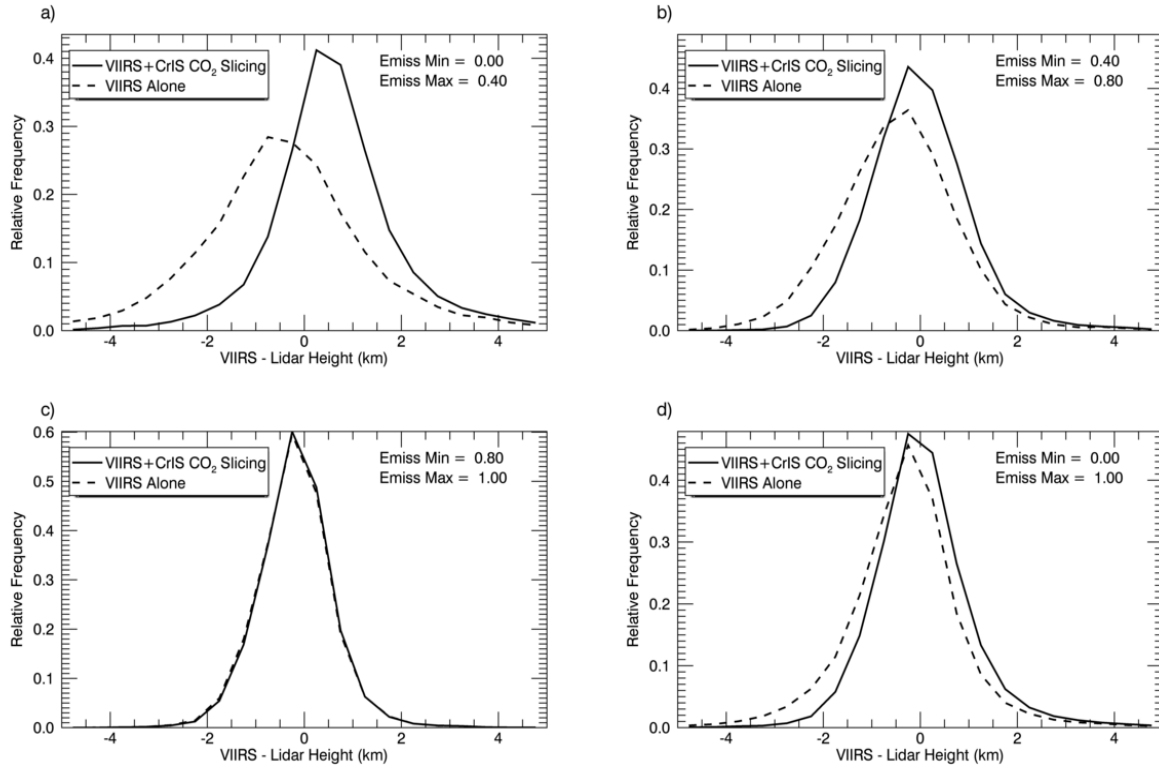 a)
VIIRS+CrIS CO₂ Slicing
VIIRS Alone
Emiss Min = 0.00
Emiss Max = 0.40
0.4
0.3
0.2
0.1
0.0
Relative Frequency
-4 -2 0 2 4
VIIRS - Lidar Height (km)
b)
VIIRS+CrIS CO₂ Slicing
VIIRS Alone
Emiss Min = 0.40
Emiss Max = 0.80
0.4
0.3
0.2
0.1
0.0
Relative Frequency
-4 -2 0 2 4
VIIRS - Lidar Height (km)
c)
VIIRS+CrIS CO₂ Slicing
VIIRS Alone
Emiss Min = 0.80
Emiss Max = 1.00
0.6
0.5
0.4
0.3
0.2
0.1
0.0
Relative Frequency
-4 -2 0 2 4
VIIRS - Lidar Height (km)
d)
VIIRS+CrIS CO₂ Slicing
VIIRS Alone
Emiss Min = 0.00
Emiss Max = 1.00
0.4
0.3
0.2
0.1
0.0
Relative Frequency
-4 -2 0 2 4
VIIRS - Lidar Height (km)